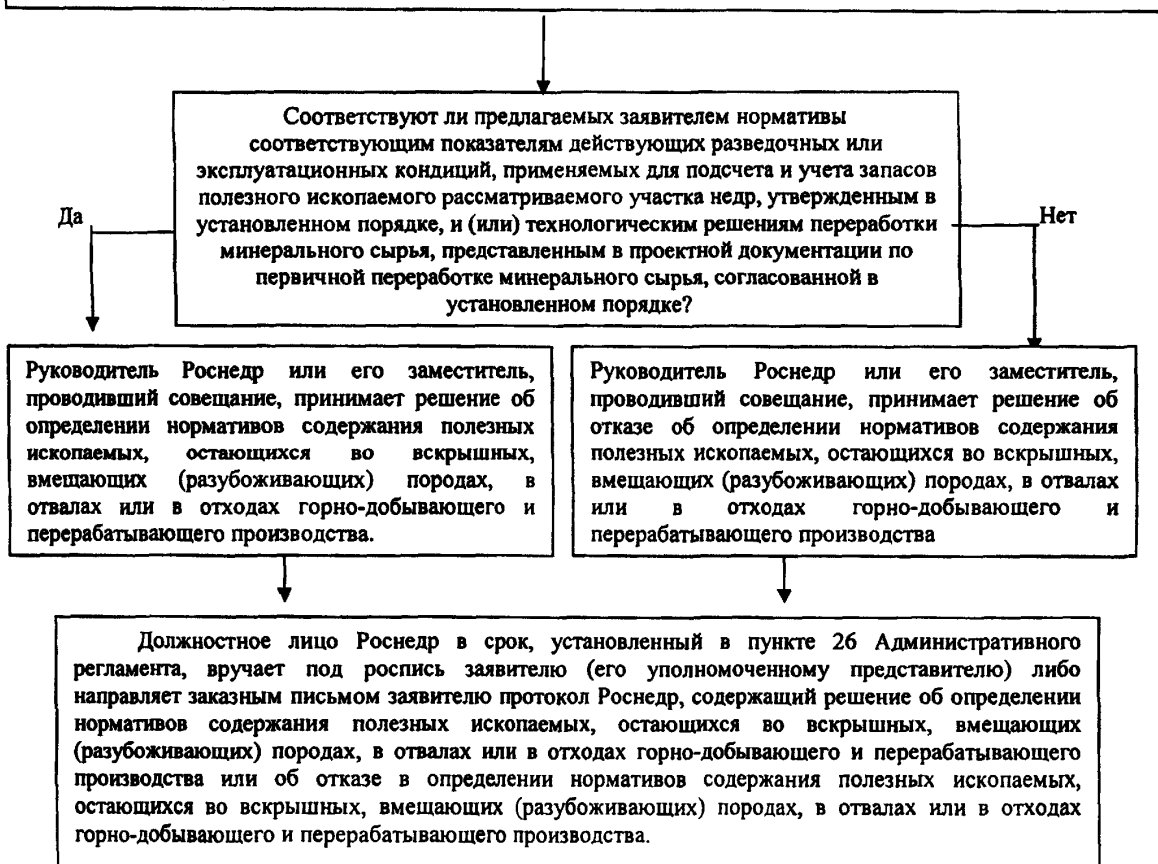 Соответствуют ли предлагаемых заявителем нормативы
соответствующим показателям действующих разведочных или
эксплуатационных кондиций, применяемых для подсчета и учета запасов
полезного ископаемого рассматриваемого участка недр, утвержденным в
установленном порядке, и (или) технологическим решениям переработки
минерального сырья, представленным в проектной документации по
первичной переработке минерального сырья, согласованной в
установленном порядке?
Да
Нет
Руководитель Роснедр или его заместитель,
проводивший совещание, принимает решение об
определении нормативов содержания полезных
ископаемых, остающихся во вскрышных,
вмещающих (разубоживающих) породах, в
отвалах или в отходах горно-добывающего и
перерабатывающего производства.
Руководитель Роснедр или его заместитель,
проводивший совещание, принимает решение об
отказе об определении нормативов содержания
полезных ископаемых, остающихся во вскрышных,
вмещающих (разубоживающих) породах, в отвалах
или в отходах горно-добывающего и
перерабатывающего производства
Должностное лицо Роснедр в срок, установленный в пункте 26 Административного
регламента, вручает под роспись заявителю (его уполномоченному представителю) либо
направляет заказным письмом заявителю протокол Роснедр, содержащий решение об определении
нормативов содержания полезных ископаемых, остающихся во вскрышных, вмещающих
(разубоживающих) породах, в отвалах или в отходах горно-добывающего и перерабатывающего
производства или об отказе в определении нормативов содержания полезных ископаемых,
остающихся во вскрышных, вмещающих (разубоживающих) породах, в отвалах или в отходах
горно-добывающего и перерабатывающего производства.